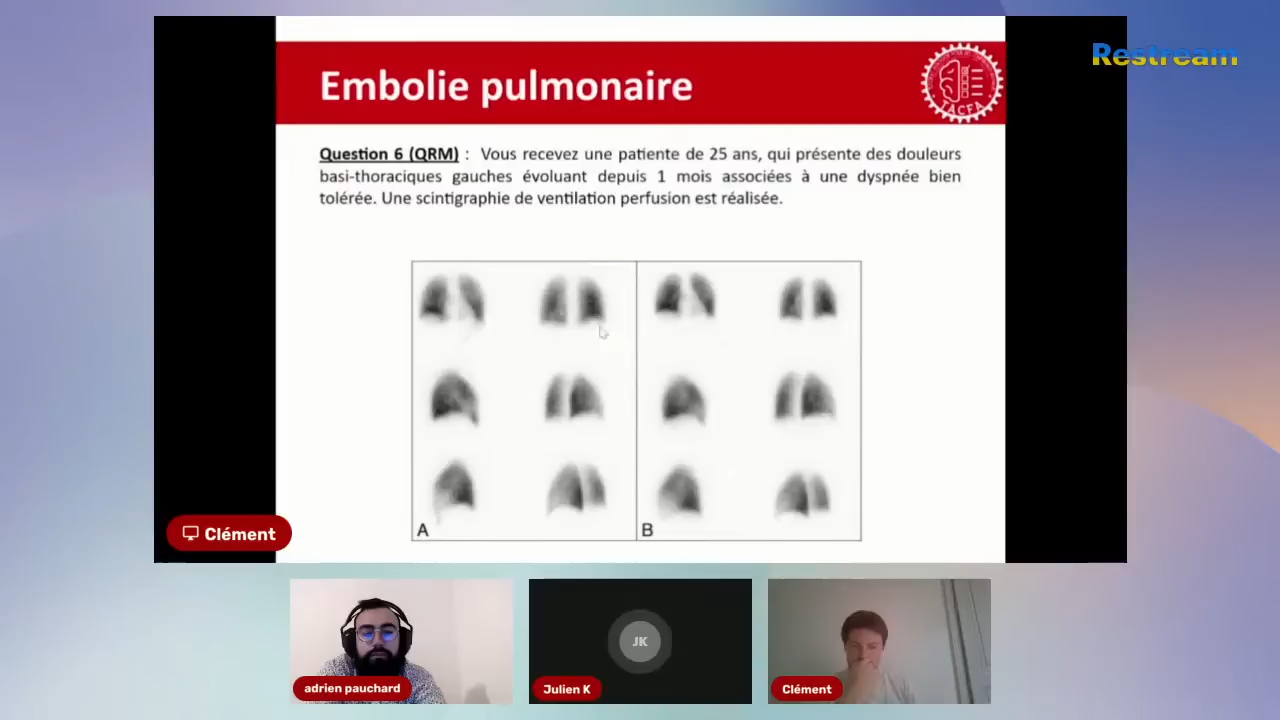 Restream
Embolie pulmonaire
TACFA
Question 6 (QRM) : Vous recevez une patiente de 25 ans, qui présente des douleurs
basi-thoraciques gauches évoluant depuis 1 mois associées à une dyspnée bien
tolérée. Une scintigraphie de ventilation perfusion est réalisée.
A
B
Clément
JK
adrien pauchard
Julien K
Clément